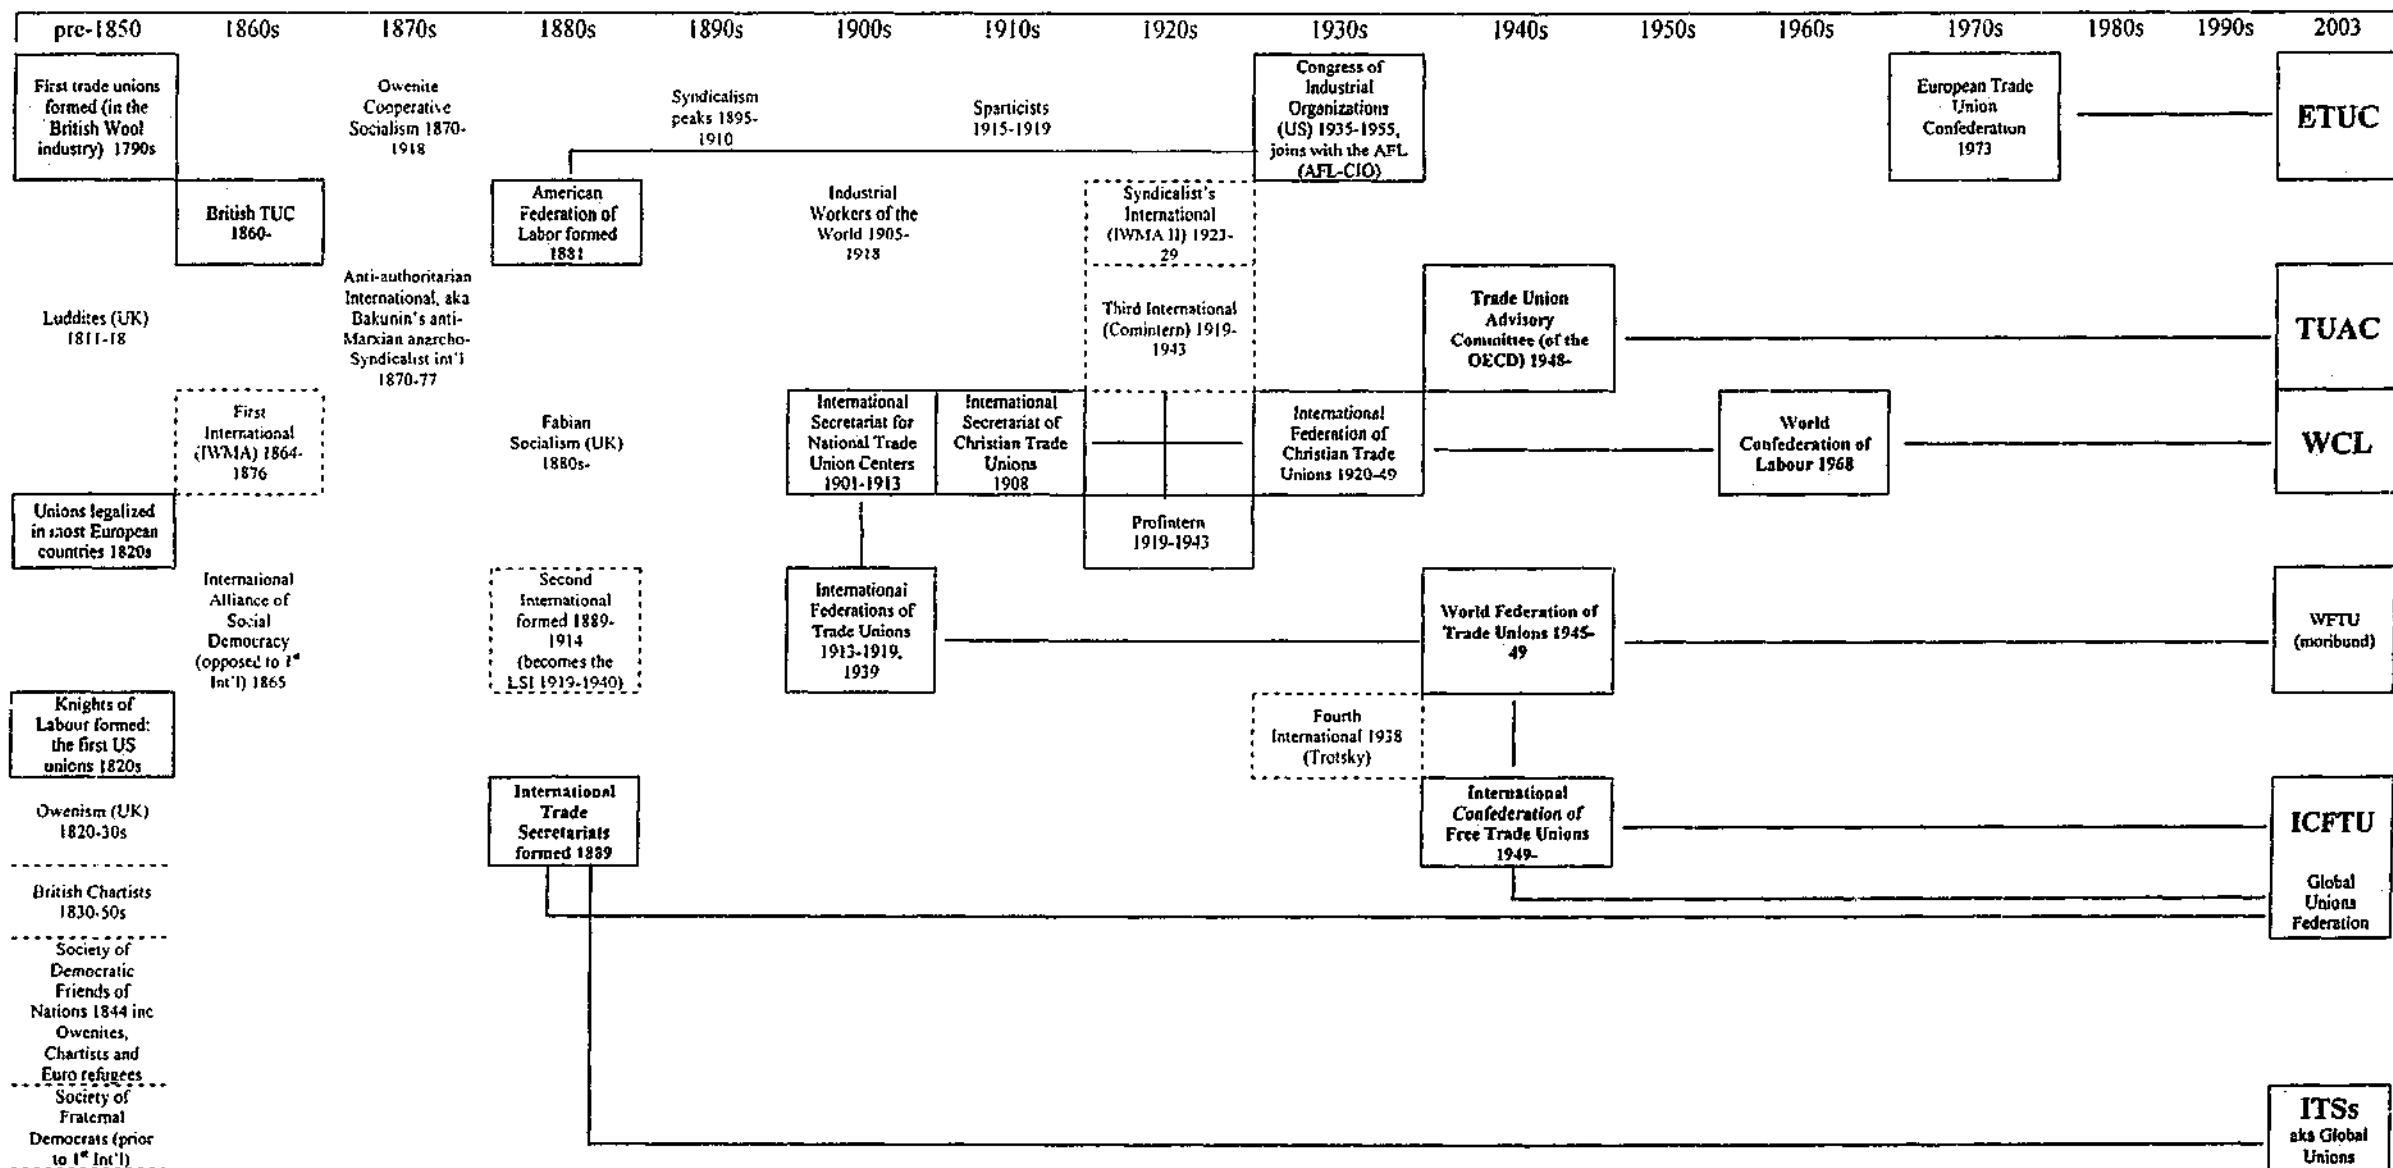 pre-1850 1860s 1870s 1880s 1890s 1900s 1910s 1920s 1930s 1940s 1950s 1960s 1970s 1980s 1990s 2003
First trade unions
formed (in the
British Wool
industry) 1790s
Owenite
Cooperative
Socialism 1870-
1918
Syndicalism
peaks 1895-
1910
Sparticists
1915-1919
Congress of
Industrial
Organizations
(US) 1935-1955,
joins with the AFL
(AFL-CIO)
European Trade
Union
Confederation
1973
ETUC
British TUC
1860-
American
Federation of
Labor formed
1881
Industrial
Workers of the
World 1905-
1918
Syndicalist's
International
(IWMA II) 1923-
29
Luddites (UK)
1811-18
Anti-authoritarian
International, aka
Bakunin's anti-
Marxian anarcho-
Syndicalist int'l
1870-77
Third International
(Comintern) 1919-
1943
Trade Union
Advisory
Committee (of the
OECD) 1948-
TUAC
First
International
(IWMA) 1864-
1876
Fabian
Socialism (UK)
1880s-
International
Secretariat for
National Trade
Union Centers
1901-1913
International
Secretariat of
Christian Trade
Unions
1908
International
Federation of
Christian Trade
Unions 1920-49
World
Confederation of
Labour 1968
WCL
Unions legalized
in most European
countries 1820s
Profintern
1919-1943
International
Alliance of
Social
Democracy
(opposed to 1st
Int'l) 1865
Second
International
formed 1889-
1914
(becomes the
LSI 1919-1940)
International
Federations of
Trade Unions
1913-1919,
1939
World Federation of
Trade Unions 1945-
49
WFTU
(moribund)
Knights of
Labour formed:
the first US
unions 1820s
Fourth
International 1938
(Trotsky)
Owenism (UK)
1820-30s
International
Trade
Secretariats
formed 1889
International
Confederation of
Free Trade Unions
1949-
ICFTU
British Chartists
1830-50s
Global
Unions
Federation
Society of
Democratic
Friends of
Nations 1844 inc
Owenites,
Chartists and
Euro refugees
Society of
Fraternal
Democrats (prior
to 1st Int'l)
ITSs
aka Global
Unions